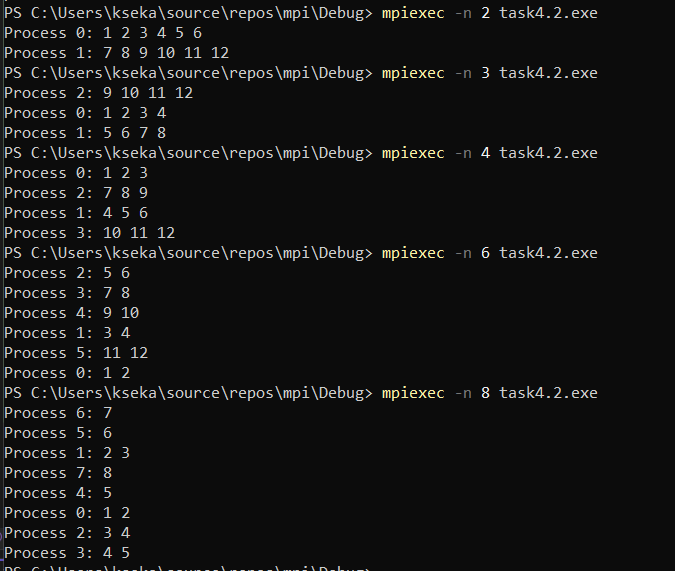 PS C:\Users\kseka\source\repos\mpi\Debug> mpiexec -n 2 task4.2.exe
Process 0: 1 2 3 4 5 6
Process 1: 7 8 9 10 11 12
PS C:\Users\kseka\source\repos\mpi\Debug> mpiexec -n 3 task4.2.exe
Process 2: 9 10 11 12
Process 0: 1 2 3 4
Process 1: 5 6 7 8
PS C:\Users\kseka\source\repos\mpi\Debug> mpiexec -n 4 task4.2.exe
Process 0: 1 2 3
Process 2: 7 8 9
Process 1: 4 5 6
Process 3: 10 11 12
PS C:\Users\kseka\source\repos\mpi\Debug> mpiexec -n 6 task4.2.exe
Process 2: 5 6
Process 3: 7 8
Process 4: 9 10
Process 1: 3 4
Process 5: 11 12
Process 0: 1 2
PS C:\Users\kseka\source\repos\mpi\Debug> mpiexec -n 8 task4.2.exe
Process 6: 7
Process 5: 6
Process 1: 2 3
Process 7: 8
Process 4: 5
Process 0: 1 2
Process 2: 3 4
Process 3: 4 5
PS C:\Users\kseka\source\repos\mpi\Debug>